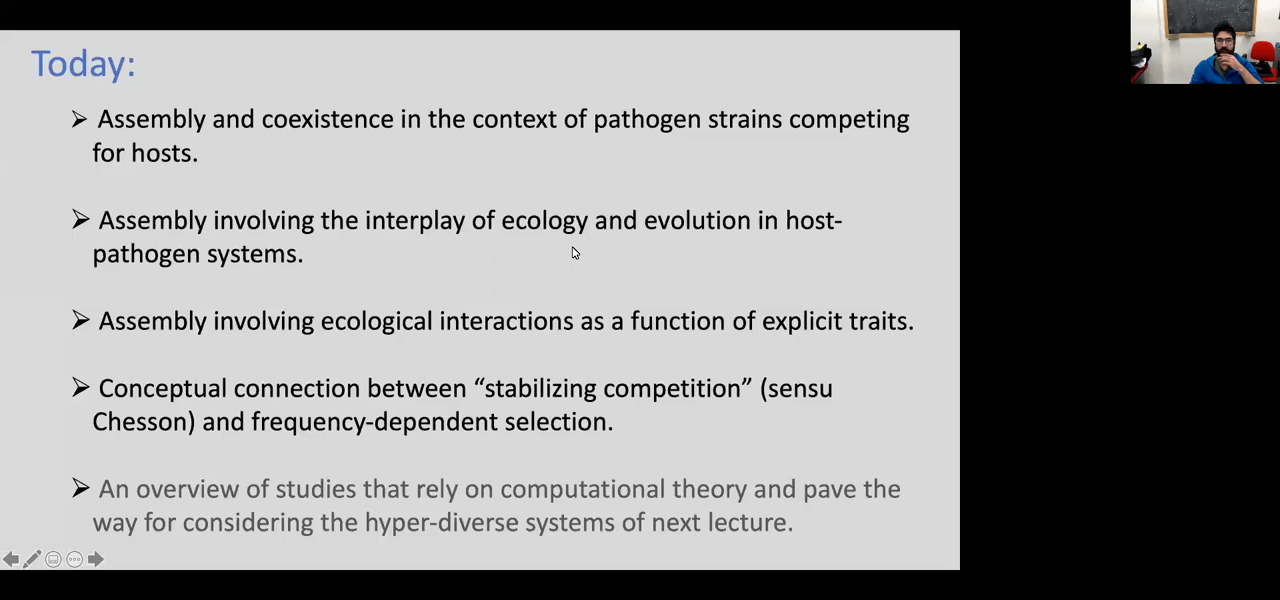 Today:
➢ Assembly and coexistence in the context of pathogen strains competing
for hosts.
➢ Assembly involving the interplay of ecology and evolution in host-
pathogen systems.
➢ Assembly involving ecological interactions as a function of explicit traits.
➢ Conceptual connection between “stabilizing competition” (sensu
Chesson) and frequency-dependent selection.
➢ An overview of studies that rely on computational theory and pave the
way for considering the hyper-diverse systems of next lecture.